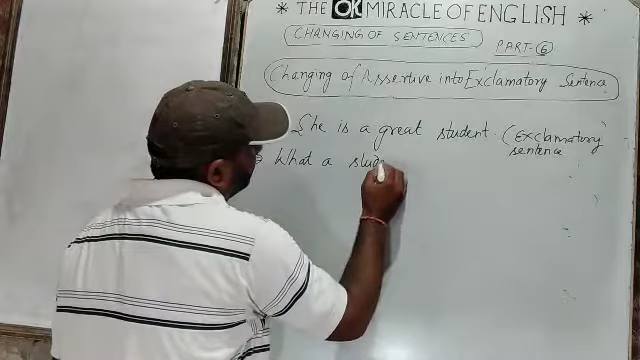 * THE OK MIRACLE OF ENGLISH *
CHANGING OF SENTENCES
PART-6
Changing of Assertive into Exclamatory Sentence
She is a great student. (Exclamatory
sentence
What a stud